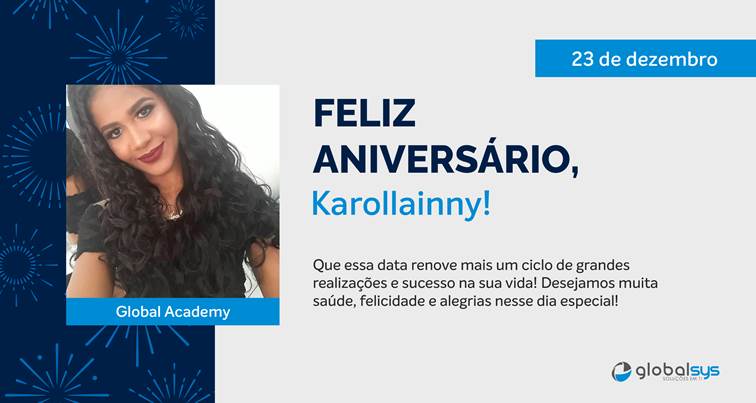 23 de dezembro
FELIZ
ANIVERSÁRIO,
Karollainny!
Que essa data renove mais um ciclo de grandes
realizações e sucesso na sua vida! Desejamos muita
saúde, felicidade e alegrias nesse dia especial!
Global Academy
globalsys
SOLUÇÕES EM TI